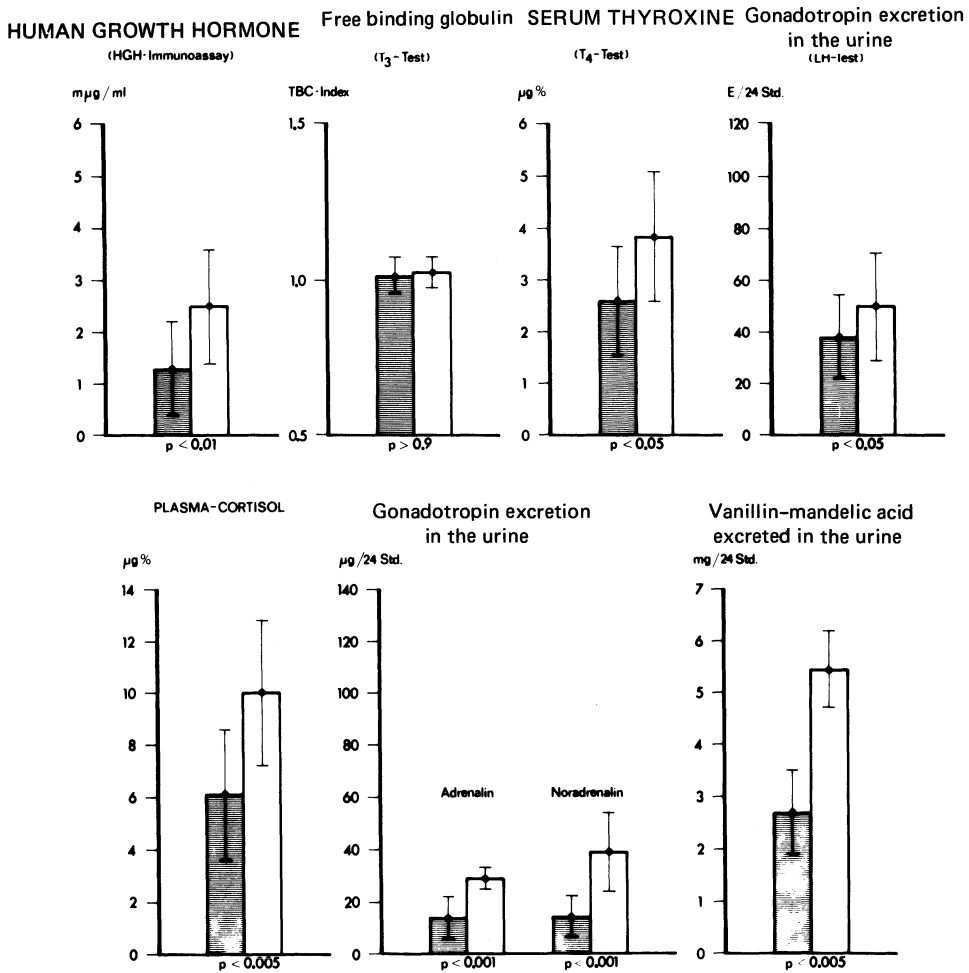 HUMAN GROWTH HORMONE
(HGH-Immunoassay)
mµg/ml
6
5
4
3
2
1
0
p <0.01
Free binding globulin
(T3-Test)
TBC-Index
1.5
1.0
0.5
p >0.9
SERUM THYROXINE
(T4-Test)
µg%
6
5
4
3
2
1
0
p <0.05
Gonadotropin excretion
in the urine
(LH-Test)
E/24 Std.
120
100
80
60
40
20
0
p <0.05
PLASMA-CORTISOL
µg%
14
12
10
8
6
4
2
0
p <0.005
Gonadotropin excretion
in the urine
µg/24 Std.
140
120
100
80
60
40
20
0
Adrenalin
Noradrenalin
p <0.001
p <0.001
Vanillin-mandelic acid
excreted in the urine
mg/24 Std.
7
6
5
4
3
2
1
0
p <0.005